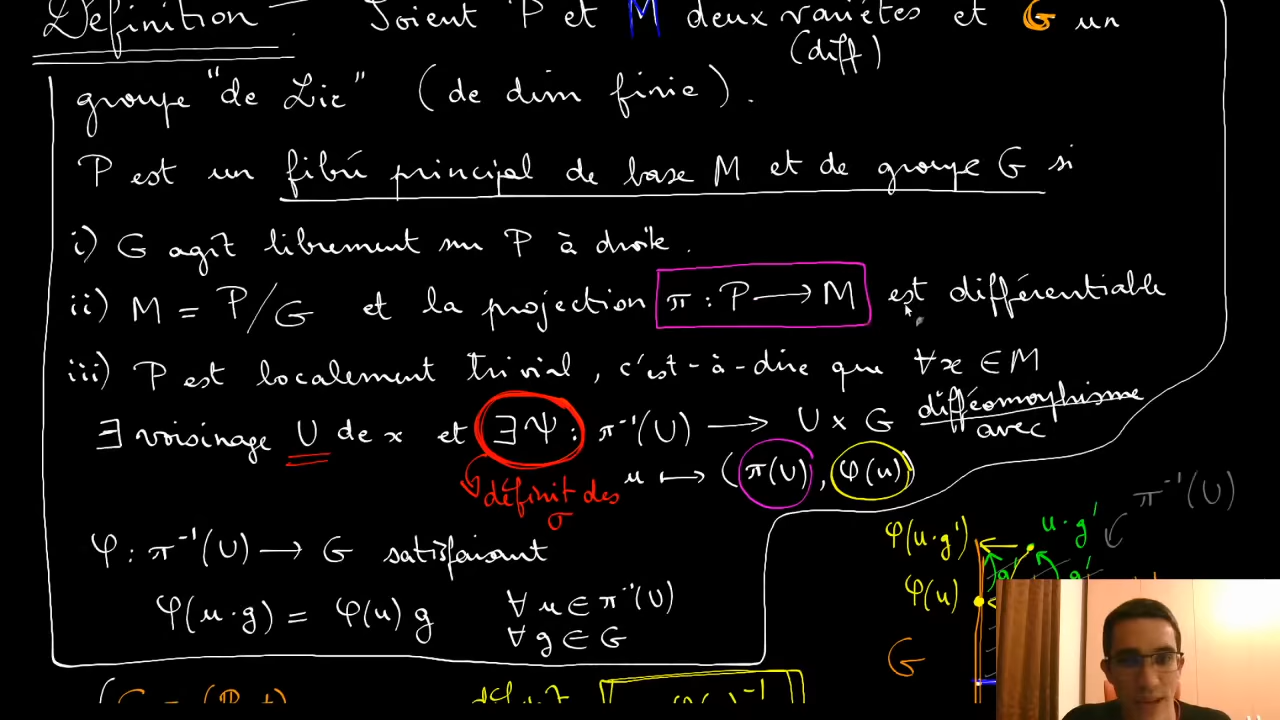 Définition : Soient P et M deux variétés et G un
(diff)
groupe "de Lie" (de dim finie).
P est un fibré principal de base M et de groupe G si
i) G agit librement sur P à droite.
ii) M = P/G et la projection π : P ⟶ M est différentiable
iii) P est localement trivial, c'est-à-dire que ∀x ∈ M
∃ voisinage U de x et ∃ Ψ : π⁻¹(U) ⟶ U × G difféomorphisme
avec
u ⟼ (π(U), φ(u))
définit des
σ
φ : π⁻¹(U) ⟶ G satisfaisant
φ(u·g) = φ(u) g ∀ u ∈ π⁻¹(U)
∀ g ∈ G
π⁻¹(U)
φ(u·g') u·g'
g' g'
φ(u)
G